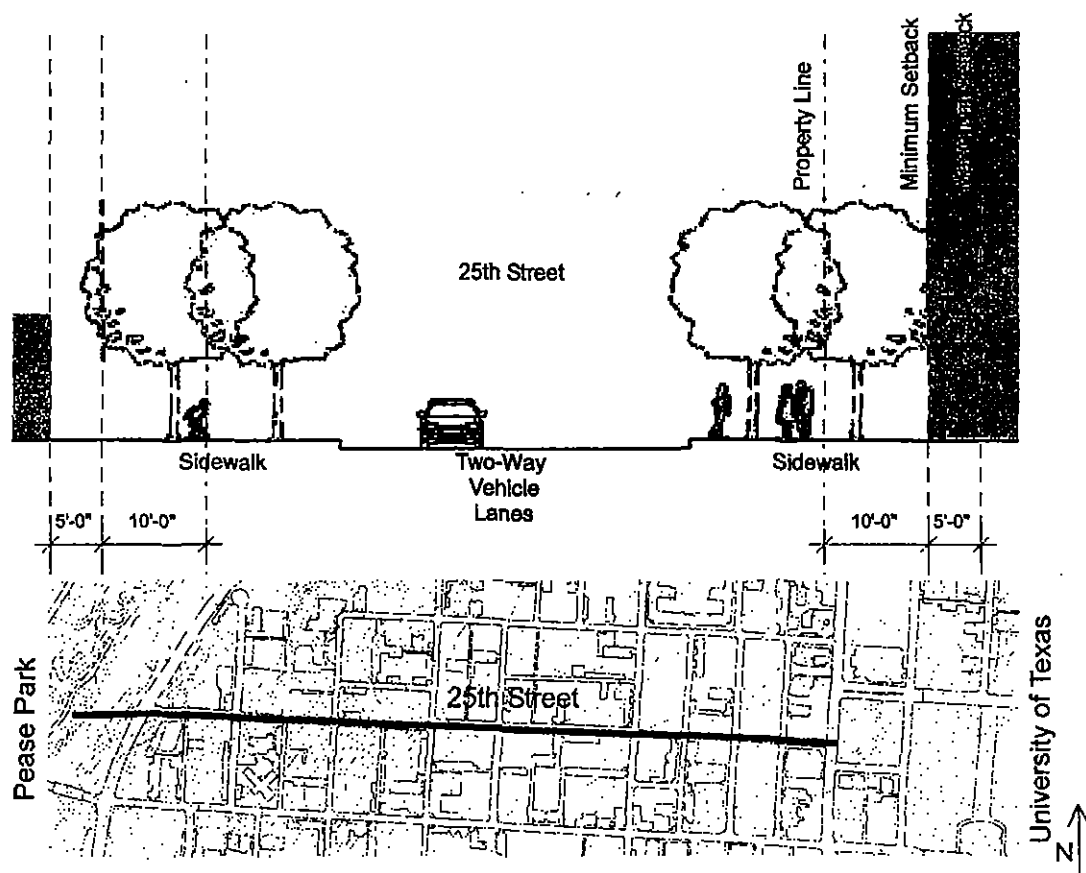 Property Line
Minimum Setback
25th Street
Sidewalk
Two-Way
Vehicle
Lanes
Sidewalk
5'-0"
10'-0"
10'-0"
5'-0"
Pease Park
25th Street
University of Texas
N